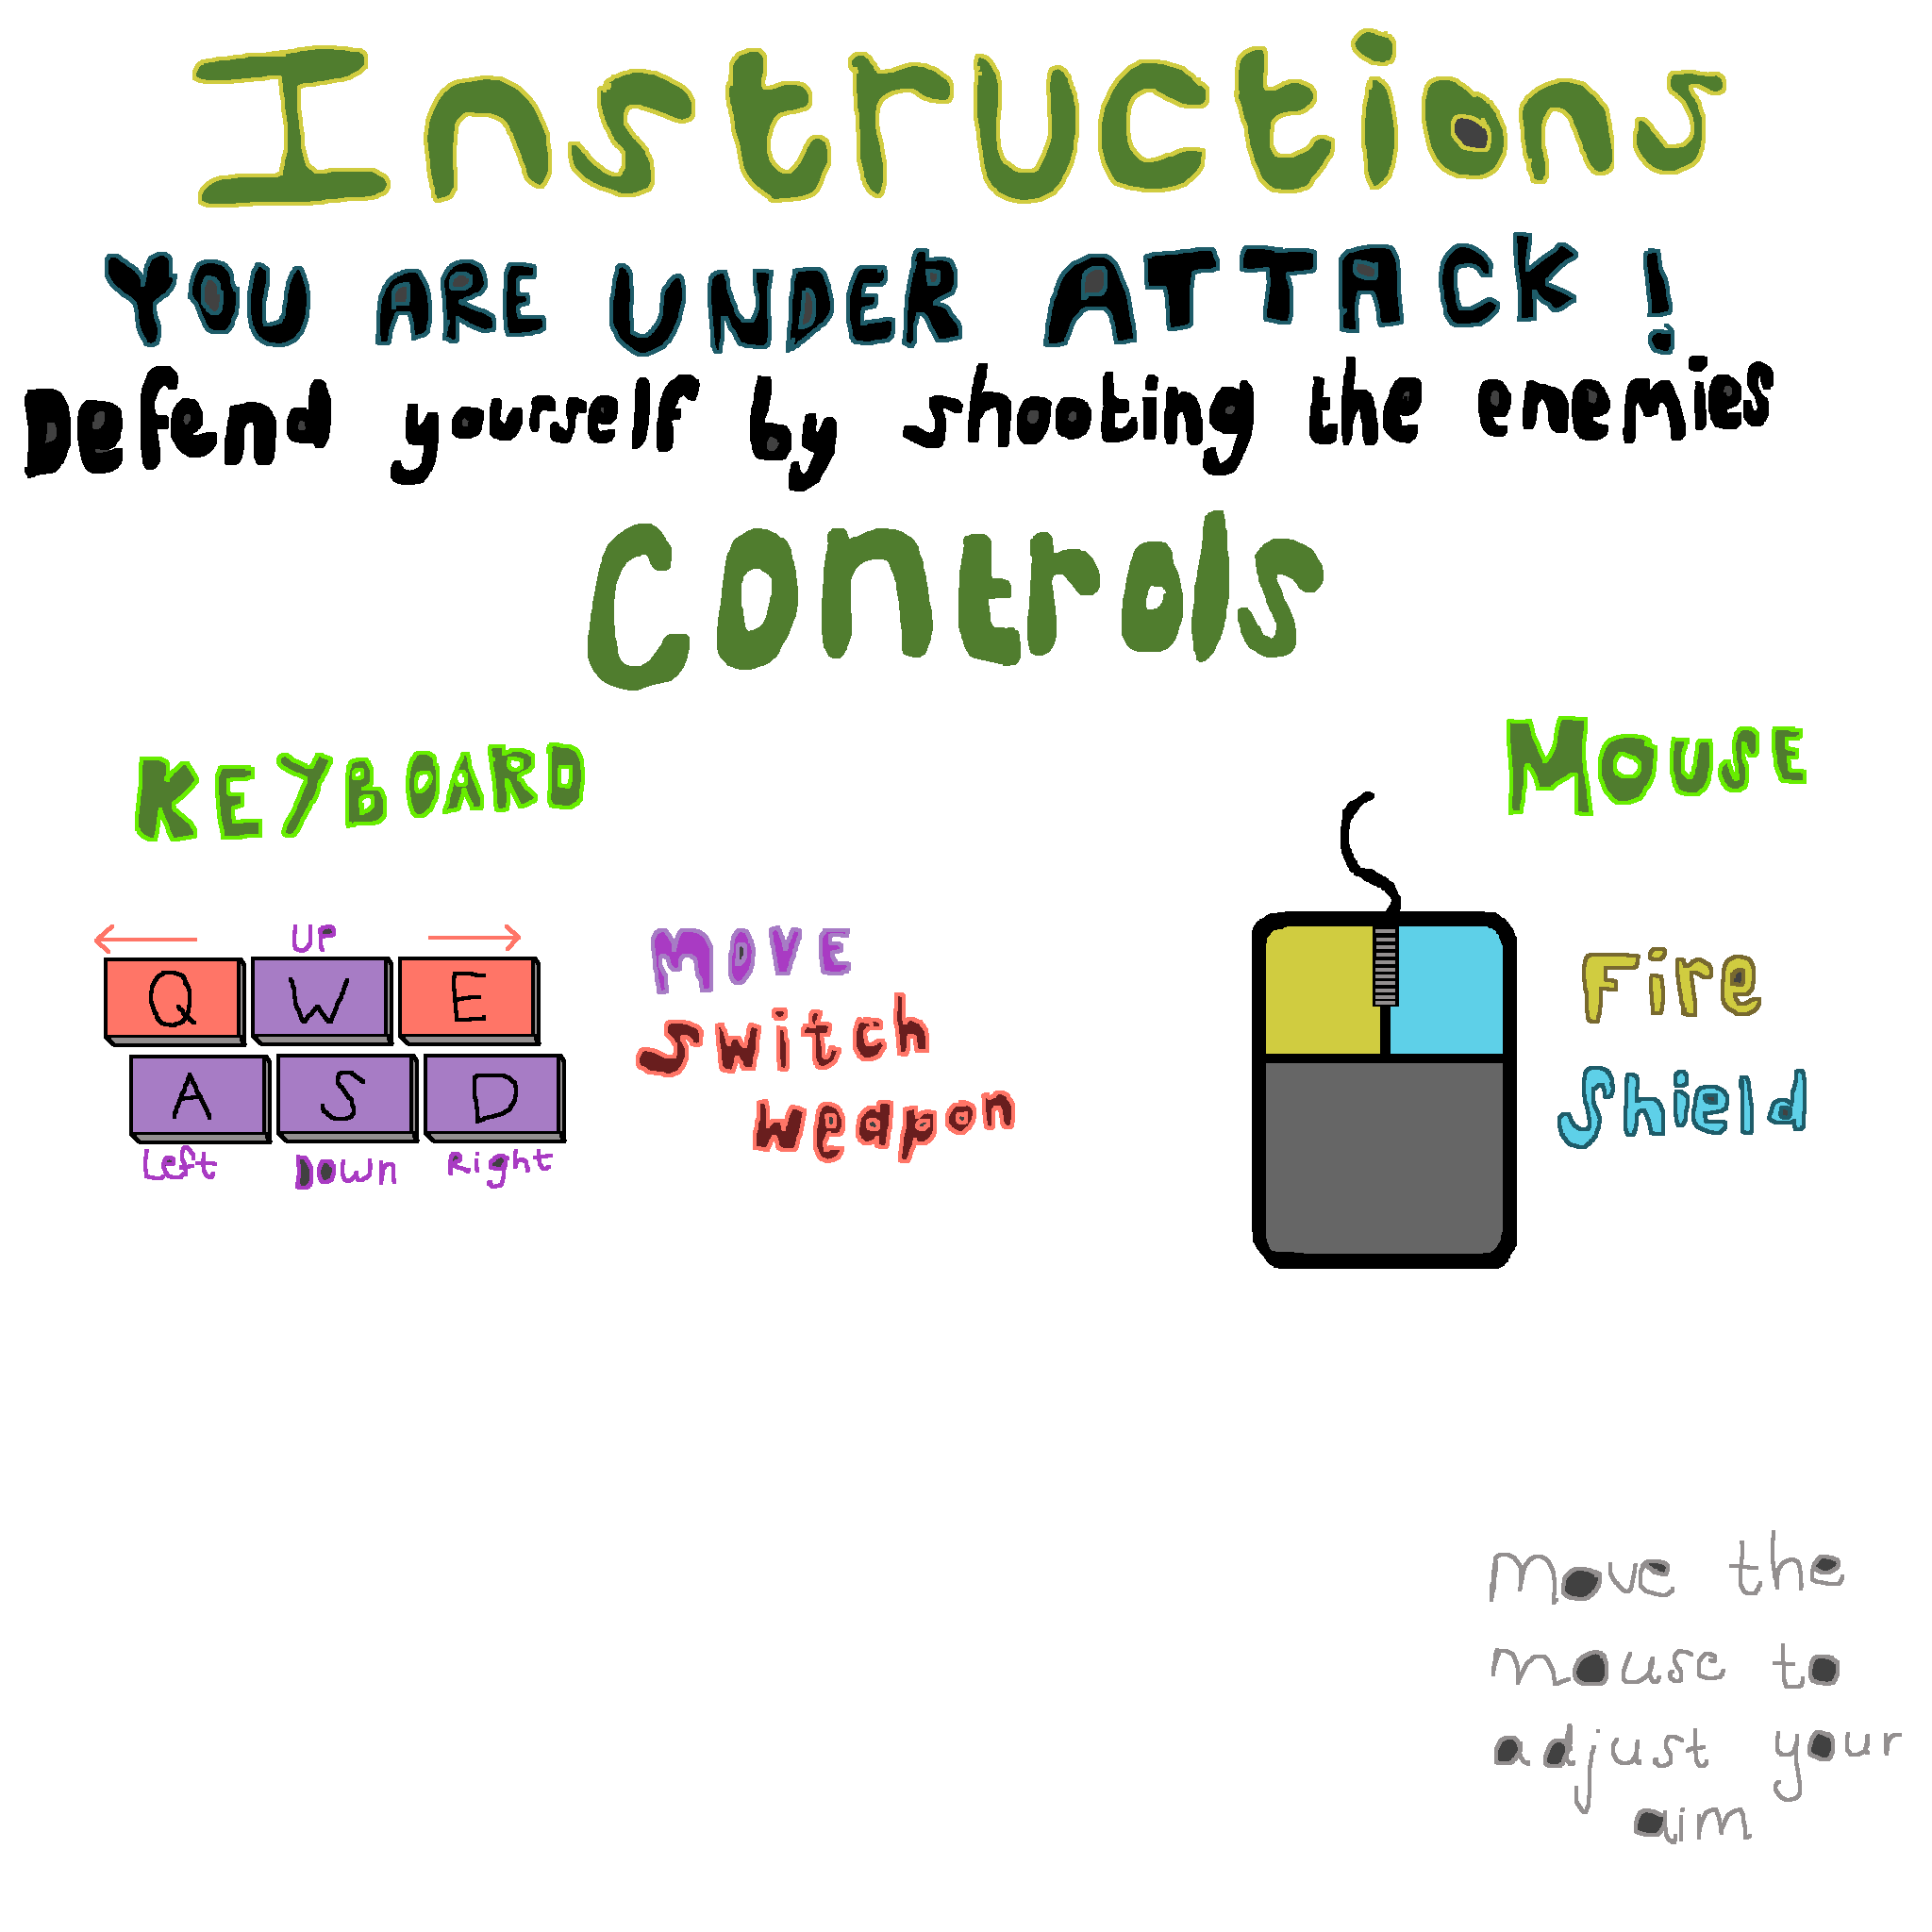 Instructions
YOU ARE UNDER ATTACK!
Defend yourself by shooting the enemies
Controls
KEYBOARD
MOUSE
UP
Q W E
A S D
Left Down Right
MOVE
Switch
weapon
Fire
Shield
move the
mouse to
adjust your
aim